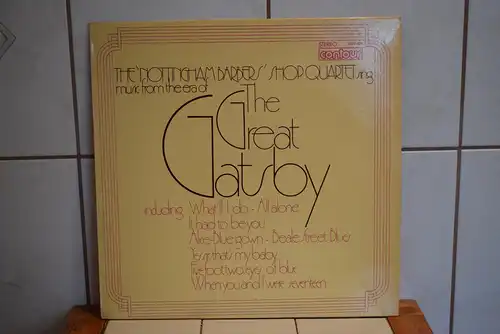 STEREO
contour
THE NOTTINGHAM BARBERS' SHOP QUARTET sing
music from the era of
The
Great
Gatsby
including What'll I do - All alone
It had to be you
Alice Blue gown - Beale Street Blues
Yes sir, that's my baby
Five foot two, eyes of blue
When you and I were seventeen